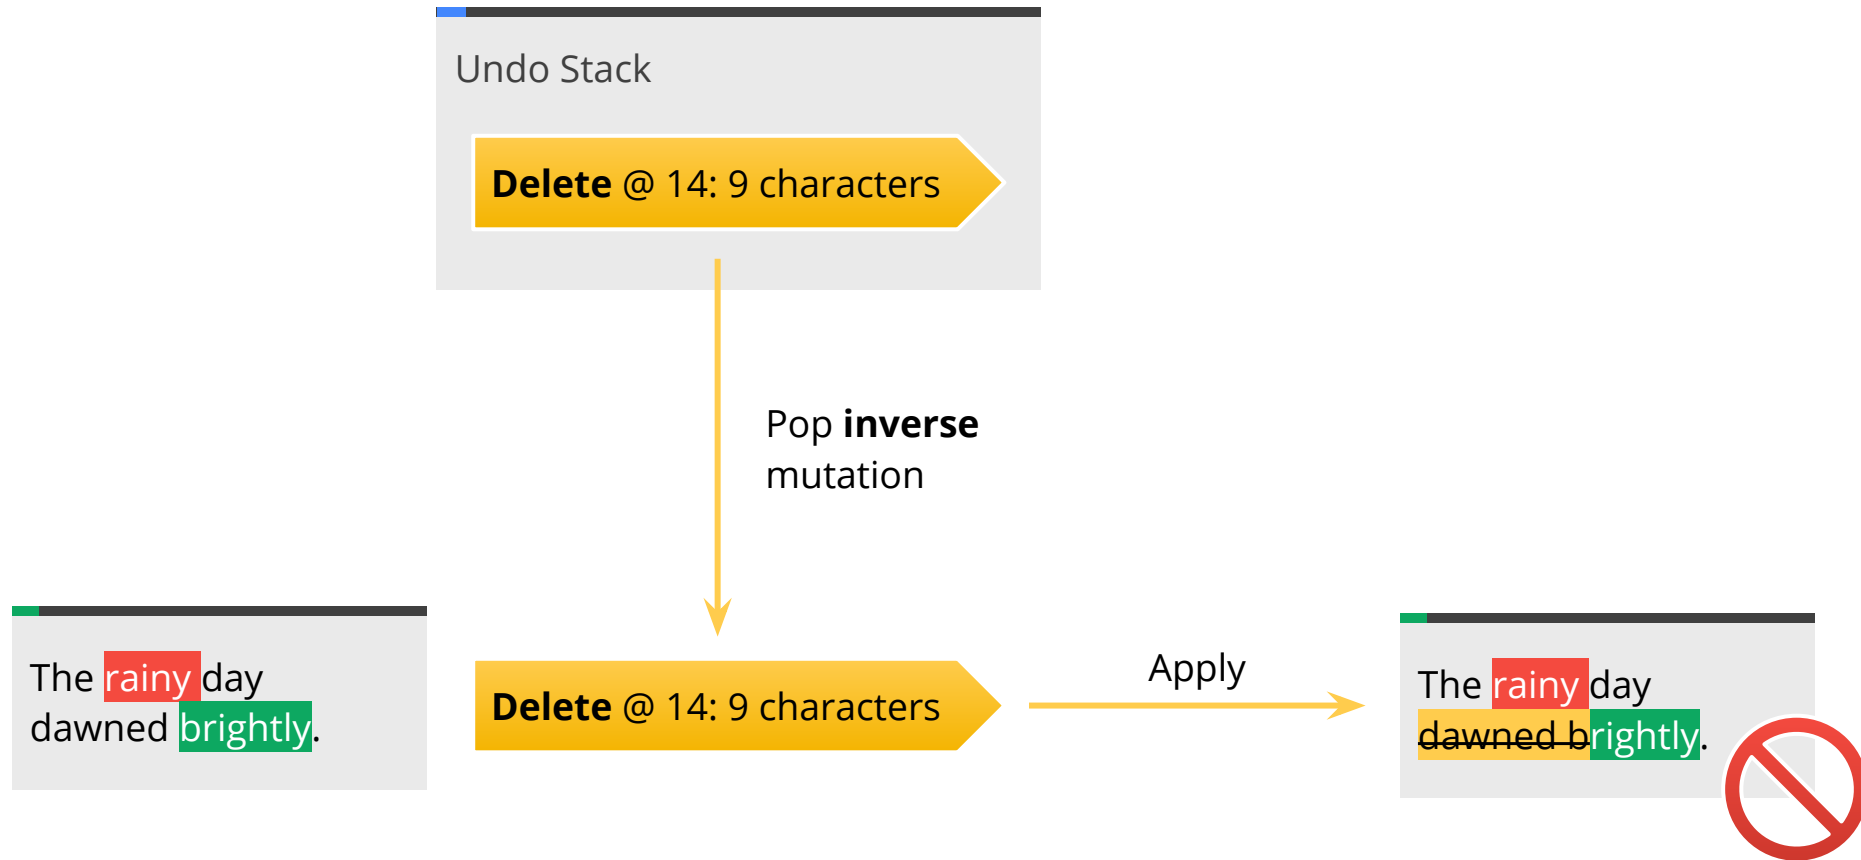 Undo Stack
Delete @ 14: 9 characters
Pop inverse
mutation
The rainy day
dawned brightly.
Delete @ 14: 9 characters
Apply
The rainy day
dawned brightly.